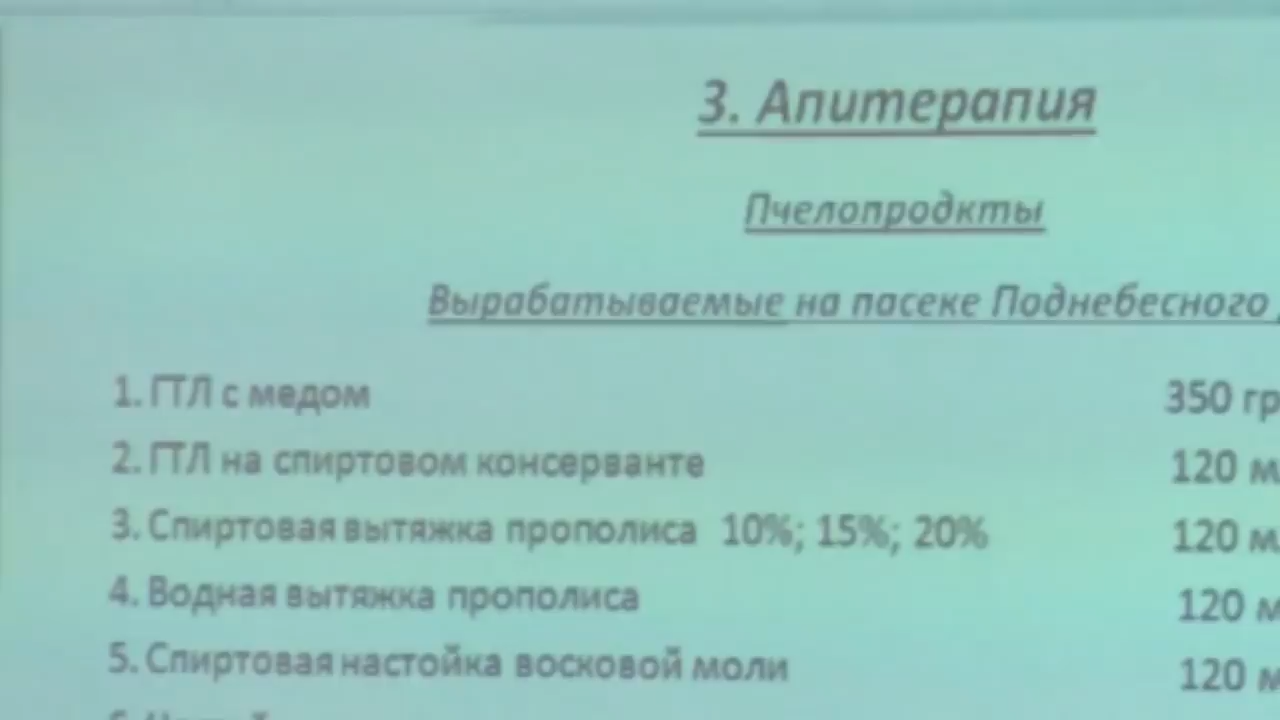 3. Апитерапия
Пчелопродкты
Вырабатываемые на пасеке Поднебесного
1. ГТЛ с медом 350 гр
2. ГТЛ на спиртовом консерванте 120 м
3. Спиртовая вытяжка прополиса 10%; 15%; 20% 120 м
4. Водная вытяжка прополиса 120 м
5. Спиртовая настойка восковой моли 120 м